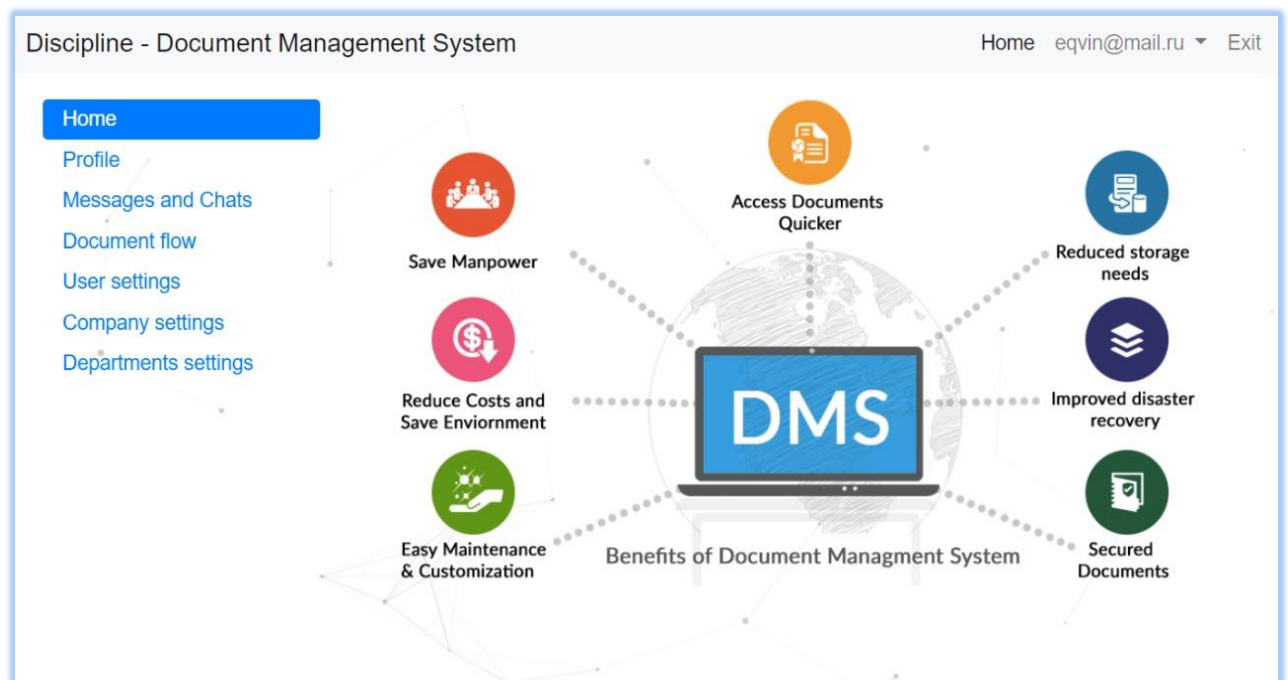 Discipline - Document Management System
Home eqvin@mail.ru Exit
Home
Profile
Messages and Chats
Document flow
User settings
Company settings
Departments settings
Access Documents
Quicker
Save Manpower
Reduced storage
needs
Reduce Costs and
Save Enviornment
DMS
Improved disaster
recovery
Easy Maintenance
& Customization
Benefits of Document Managment System
Secured
Documents